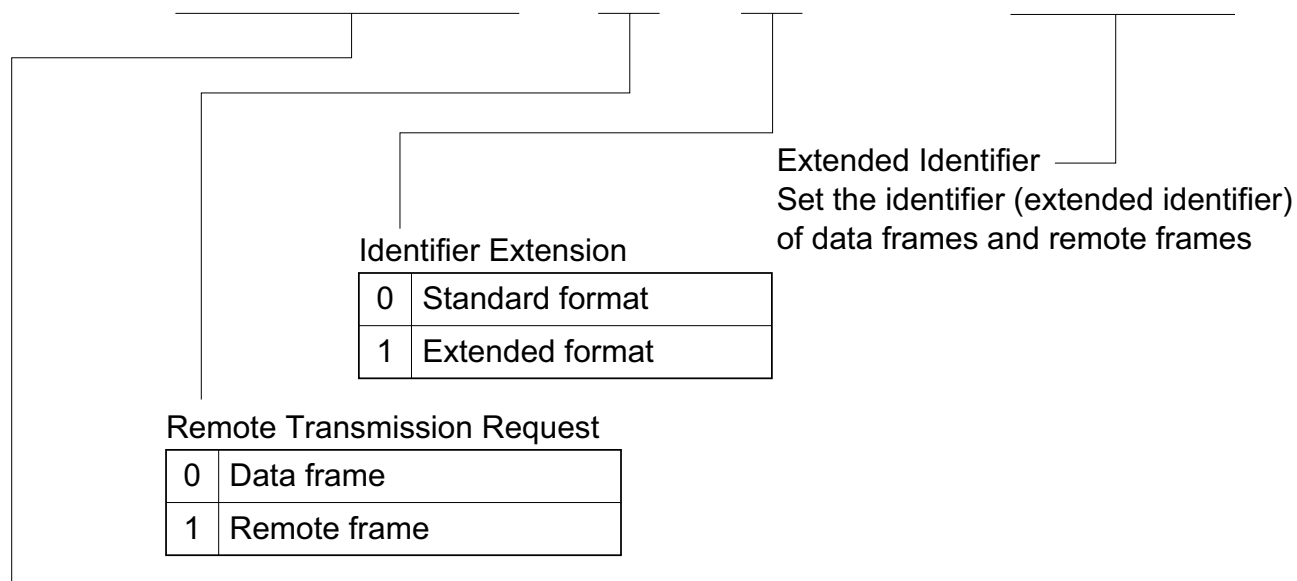 Extended Identifier
Set the identifier (extended identifier)
of data frames and remote frames
Identifier Extension
0 Standard format
1 Extended format
Remote Transmission Request
0 Data frame
1 Remote frame